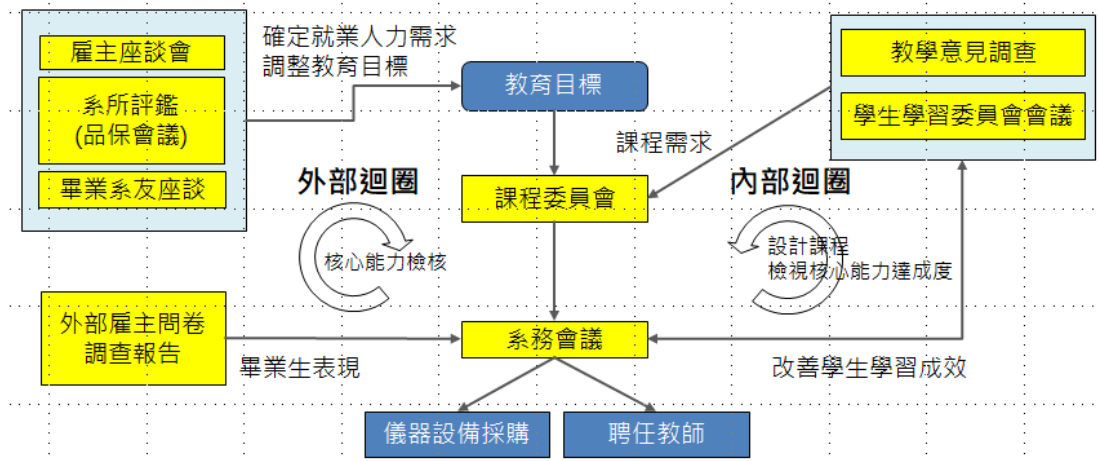 雇主座談會
系所評鑑
(品保會議)
畢業系友座談
確定就業人力需求
調整教育目標
教育目標
教學意見調查
學生學習委員會會議
課程需求
外部迴圈
課程委員會
內部迴圈
核心能力檢核
設計課程
檢視核心能力達成度
外部雇主問卷
調查報告
畢業生表現
系務會議
改善學生學習成效
儀器設備採購
聘任教師